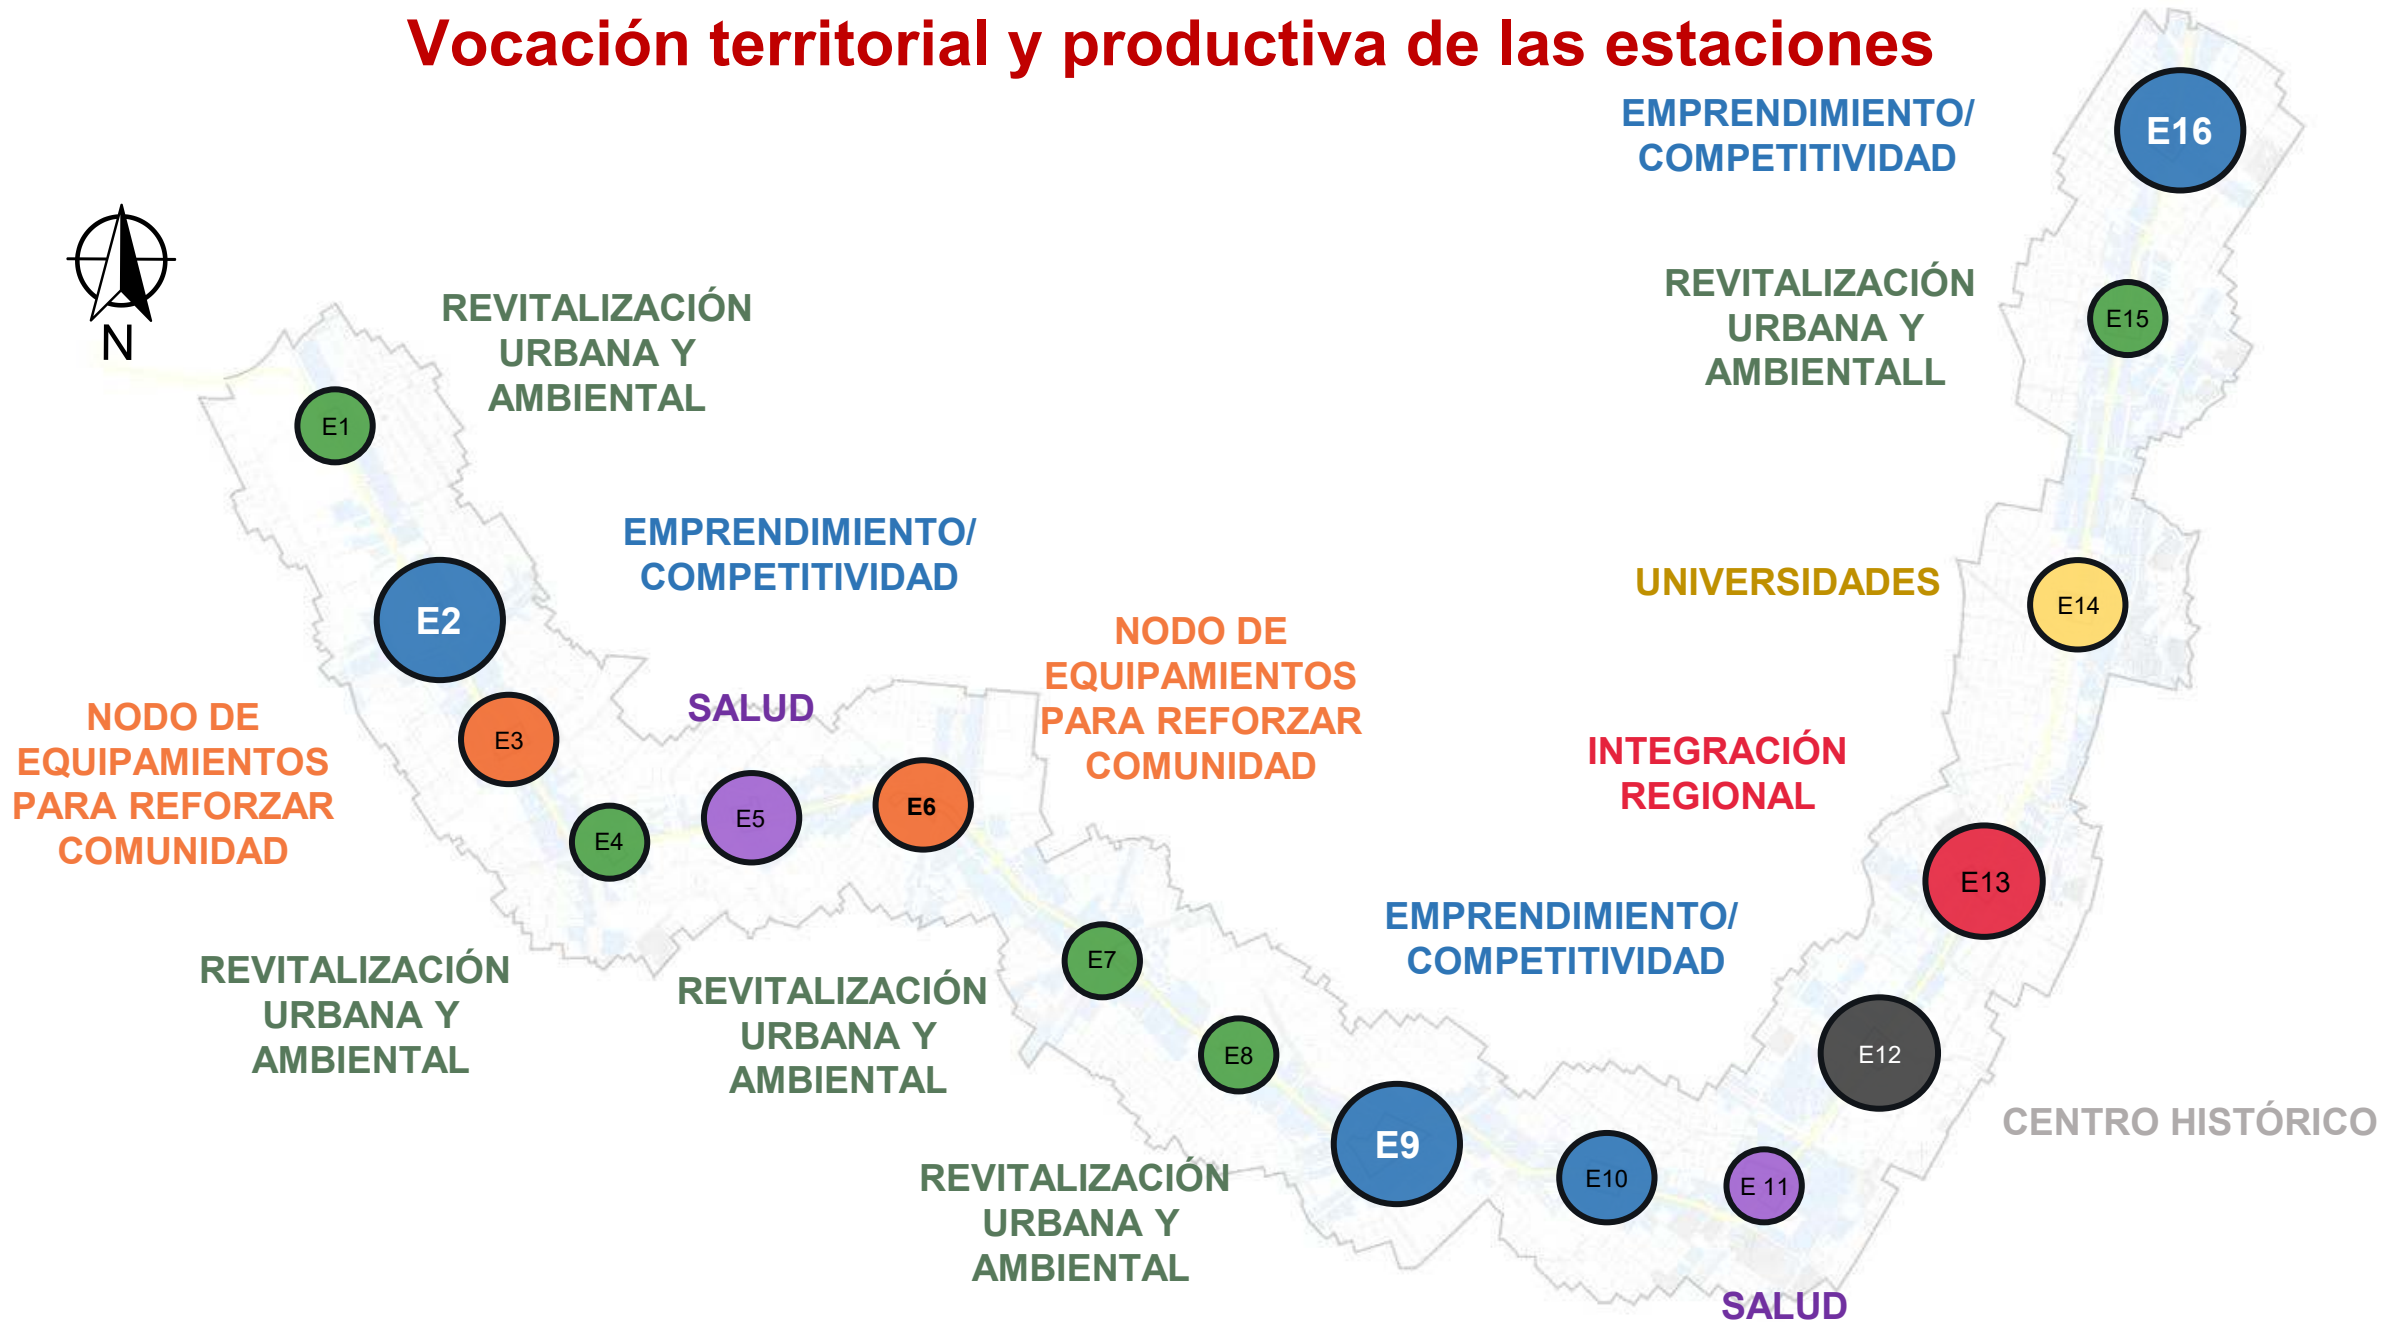 Vocación territorial y productiva de las estaciones
EMPRENDIMIENTO/
COMPETITIVIDAD
E16
N
REVITALIZACIÓN
URBANA Y
AMBIENTAL
E1
REVITALIZACIÓN
URBANA Y
AMBIENTALL
E15
EMPRENDIMIENTO/
COMPETITIVIDAD
E2
UNIVERSIDADES
E14
NODO DE
EQUIPAMIENTOS
PARA REFORZAR
COMUNIDAD
E3
SALUD
E5
NODO DE
EQUIPAMIENTOS
PARA REFORZAR
COMUNIDAD
E6
E4
INTEGRACIÓN
REGIONAL
E13
REVITALIZACIÓN
URBANA Y
AMBIENTAL
REVITALIZACIÓN
URBANA Y
AMBIENTAL
E7
E8
EMPRENDIMIENTO/
COMPETITIVIDAD
E12
CENTRO HISTÓRICO
REVITALIZACIÓN
URBANA Y
AMBIENTAL
E9
E10
E 11
SALUD